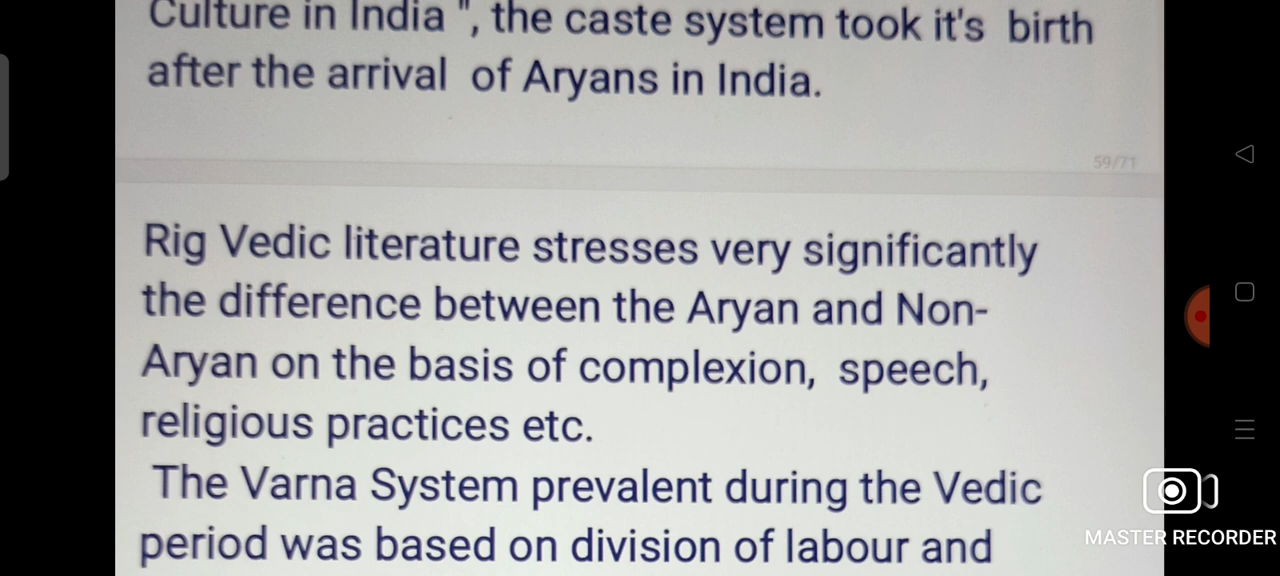 Culture in India ", the caste system took it's birth
after the arrival of Aryans in India.
59/71
Rig Vedic literature stresses very significantly
the difference between the Aryan and Non-
Aryan on the basis of complexion, speech,
religious practices etc.
The Varna System prevalent during the Vedic
period was based on division of labour and
MASTER RECORDER